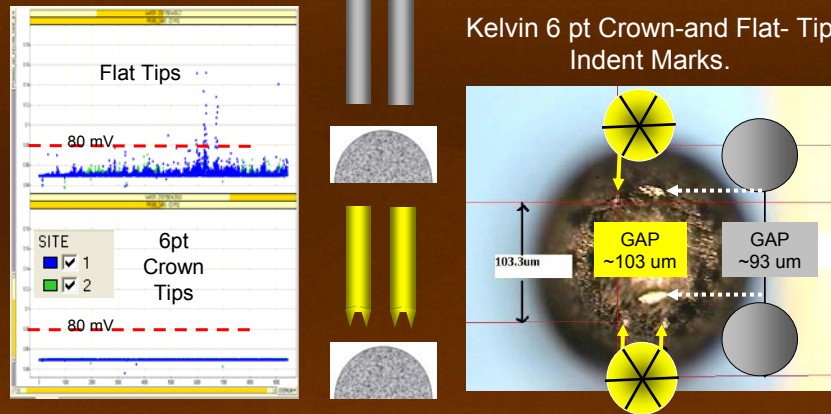 Flat Tips
80 mV
SITE
1
2
6pt
Crown
Tips
80 mV
Kelvin 6 pt Crown-and Flat- Tip
Indent Marks.
103.3um
GAP
~103 um
GAP
~93 um